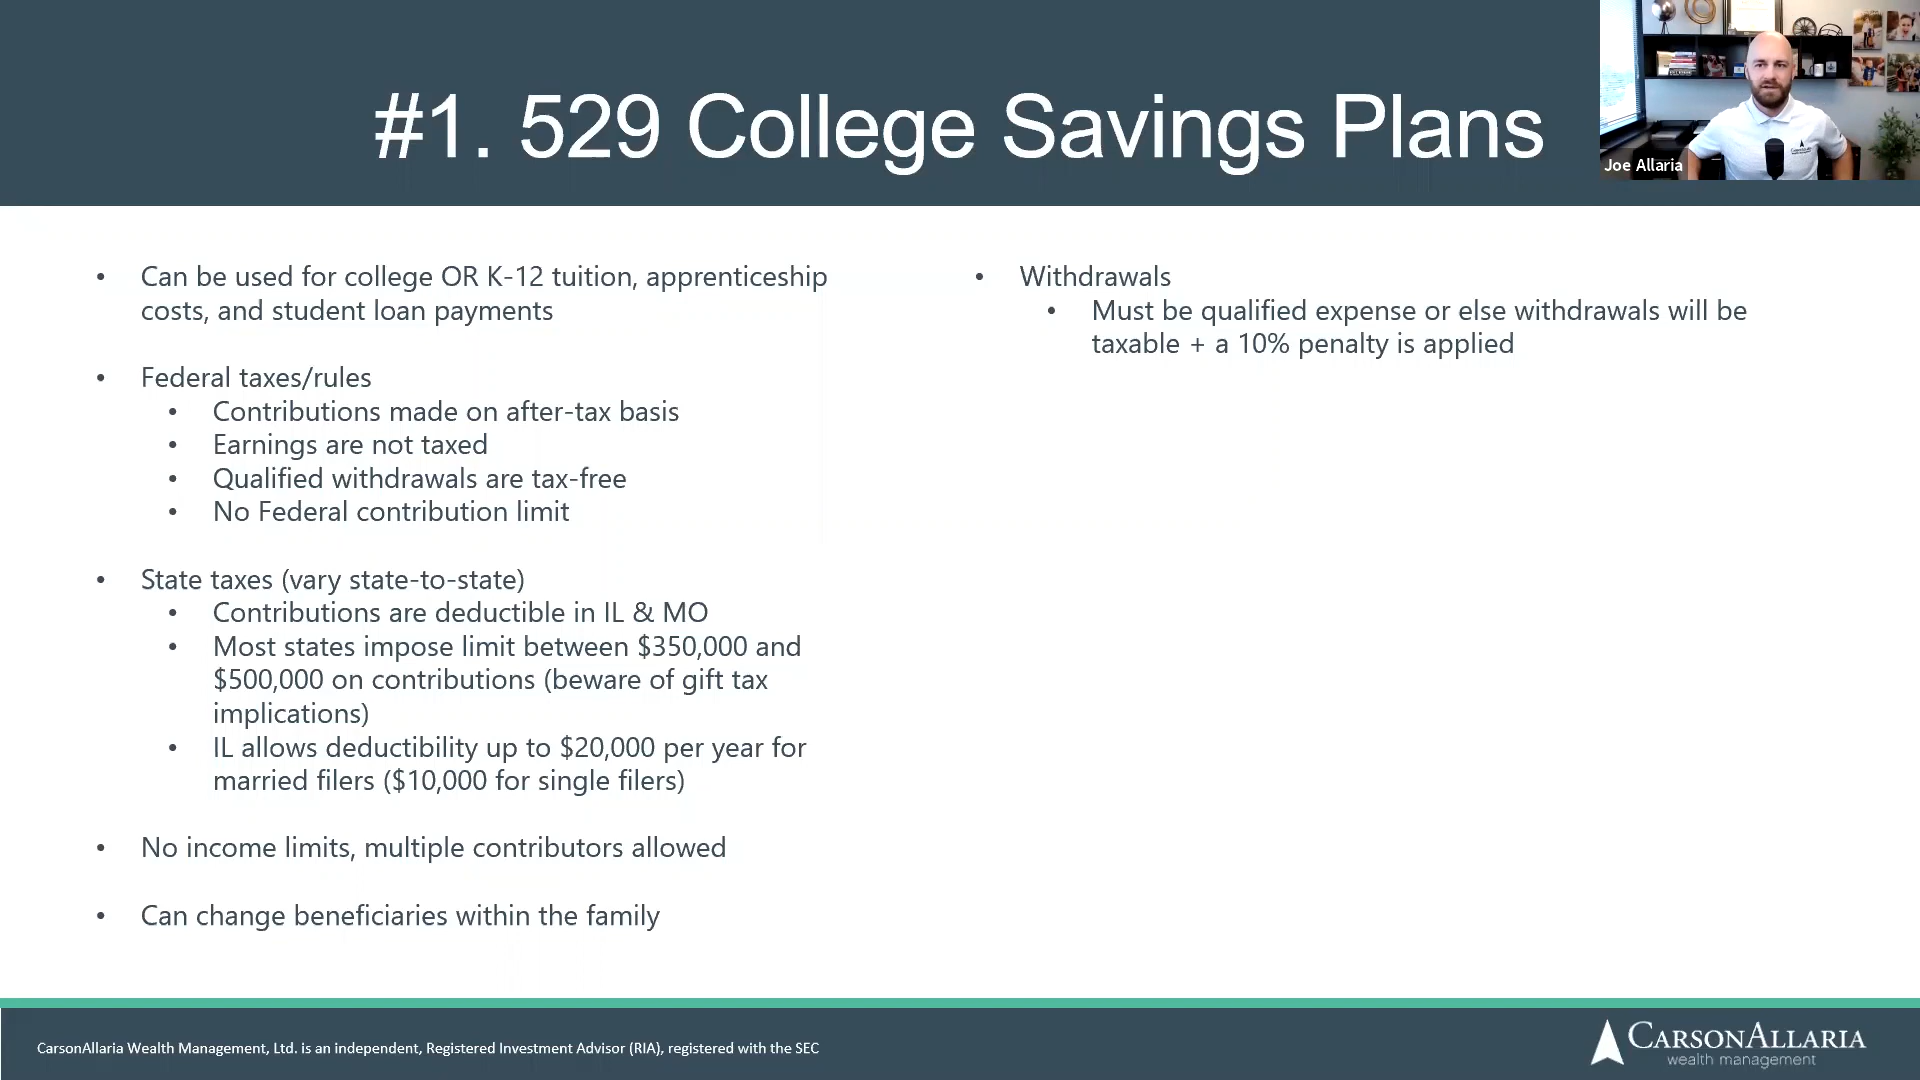 #1. 529 College Savings Plans
Joe Allaria
• Can be used for college OR K-12 tuition, apprenticeship
costs, and student loan payments
• Federal taxes/rules
• Contributions made on after-tax basis
• Earnings are not taxed
• Qualified withdrawals are tax-free
• No Federal contribution limit
• State taxes (vary state-to-state)
• Contributions are deductible in IL & MO
• Most states impose limit between $350,000 and
$500,000 on contributions (beware of gift tax
implications)
• IL allows deductibility up to $20,000 per year for
married filers ($10,000 for single filers)
• No income limits, multiple contributors allowed
• Can change beneficiaries within the family
• Withdrawals
• Must be qualified expense or else withdrawals will be
taxable + a 10% penalty is applied
CarsonAllaria Wealth Management, Ltd. is an independent, Registered Investment Advisor (RIA), registered with the SEC
CARSONALLARIA
wealth management